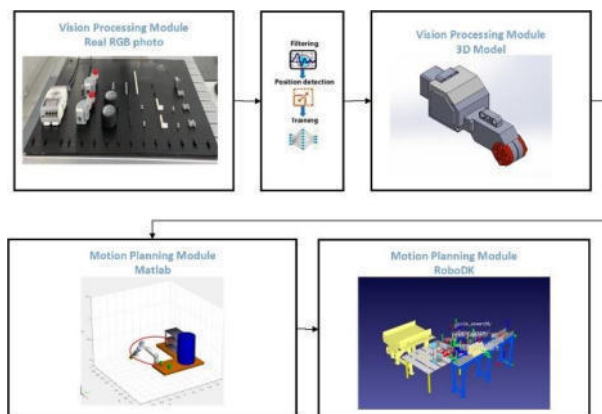 Vision Processing Module
Real RGB photo
Filtering
Position detection
Training
Vision Processing Module
3D Model
Motion Planning Module
Matlab
Motion Planning Module
RoboDK